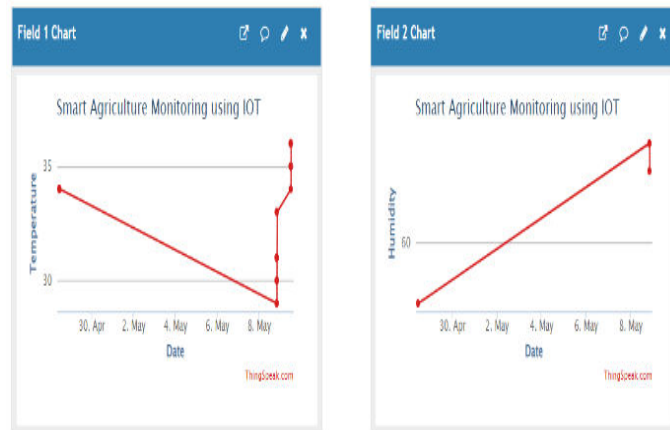 Field 1 Chart
Smart Agriculture Monitoring using IOT
Temperature
35
30
30. Apr 2. May 4. May 6. May 8. May
Date
ThingSpeak.com
Field 2 Chart
Smart Agriculture Monitoring using IOT
Humidity
60
30. Apr 2. May 4. May 6. May 8. May
Date
ThingSpeak.com